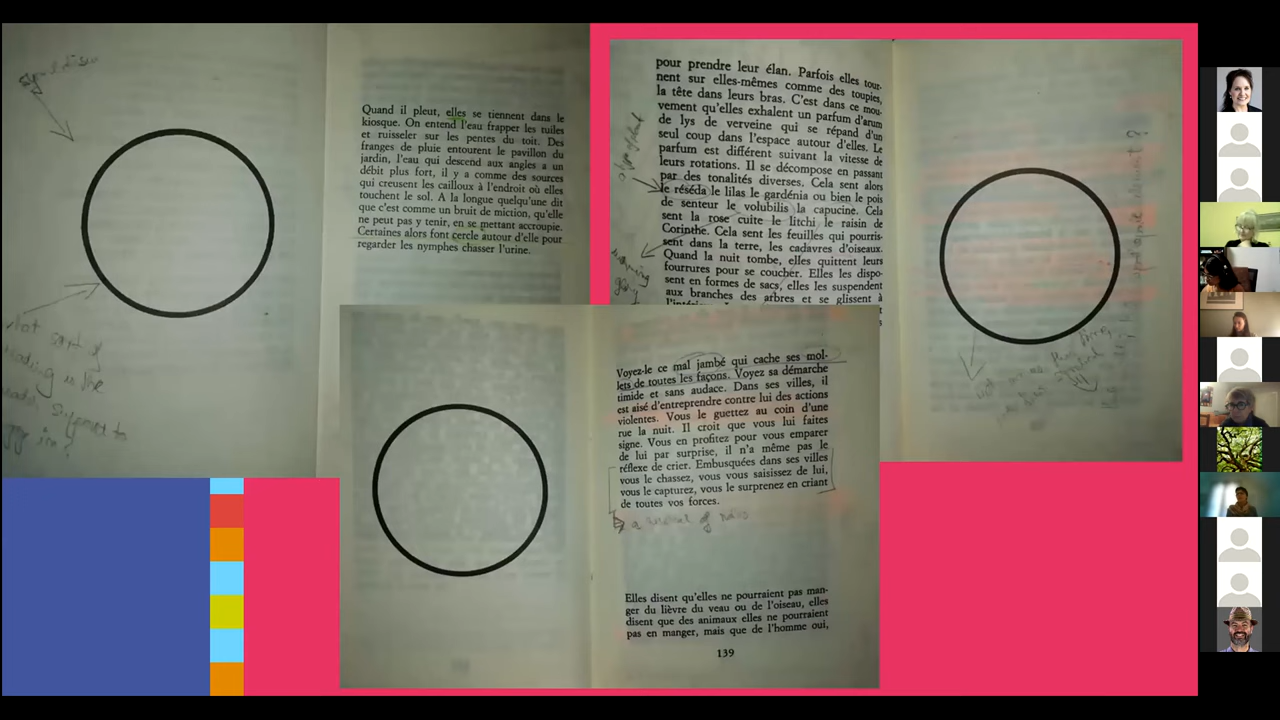 Quand il pleut, elles se tiennent dans le
kiosque. On entend l'eau frapper les tuiles
et ruisseler sur les pentes du toit. Des
franges de pluie entourent le pavillon du
jardin, l'eau qui descend aux angles a un
débit plus fort, il y a comme des sources
qui creusent les cailloux à l'endroit où elles
touchent le sol. A la longue quelqu'une dit
que c'est comme un bruit de miction, qu'elle
ne peut pas y tenir, en se mettant accroupie.
Certaines alors font cercle autour d'elle pour
regarder les nymphes chasser l'urine.
Not sort of
reading is the
reader supposed to
pour prendre leur élan. Parfois elles tour-
nent sur elles-mêmes comme des toupies,
la tête dans leurs bras. C'est dans ce mou-
vement qu'elles exhalent un parfum d'arum
de lys de verveine qui se répand d'un
seul coup dans l'espace autour d'elles. Le
parfum est différent suivant la vitesse de
leurs rotations. Il se décompose en passant
par des tonalités diverses. Cela sent alors
le réséda le lilas le gardénia ou bien le pois
de senteur le volubilis la capucine. Cela
sent la rose cuite le litchi le raisin de
Corinthe. Cela sent les feuilles qui pourris-
sent dans la terre, les cadavres d'oiseaux.
Quand la nuit tombe, elles quittent leurs
fourrures pour se coucher. Elles les dispo-
sent en formes de sacs, elles les suspendent
aux branches des arbres et se glissent à
morning
glory
Voyez-le ce mal jambé qui cache ses mol-
lets de toutes les façons. Voyez sa démarche
timide et sans audace. Dans ses villes, il
est aisé d'entreprendre contre lui des actions
violentes. Vous le guettez au coin d'une
rue la nuit. Il croit que vous lui faites
signe. Vous en profitez pour vous emparer
de lui par surprise, il n'a même pas le
réflexe de crier. Embusquées dans ses villes
vous le chassez, vous vous saisissez de lui,
vous le capturez, vous le surprenez en criant
de toutes vos forces.
a reversal of roles
Elles disent qu'elles ne pourraient pas man-
ger du lièvre du veau ou de l'oiseau, elles
disent que des animaux elles ne pourraient
pas en manger, mais que de l'homme oui,
139